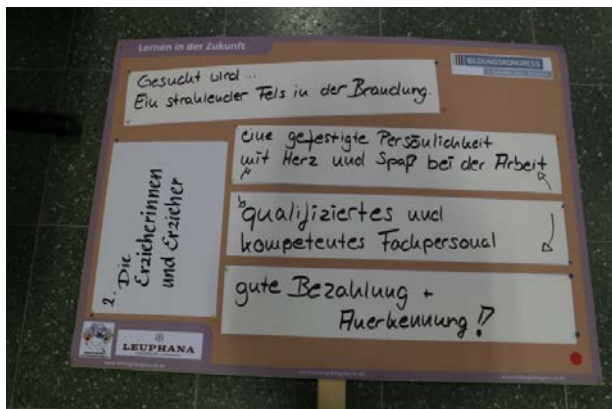 Lernen in der Zukunft
BILDUNGSKONGRESS
Gesucht wird...
Ein strahlender Fels in der Brandung.
eine gefestigte Persönlichkeit
mit Herz und Spaß bei der Arbeit
2. Die
Erzieherinnen
und Erzieher
qualifiziertes und
kompetentes Fachpersonal
gute Bezahlung +
Anerkennung !?
LEUPHANA